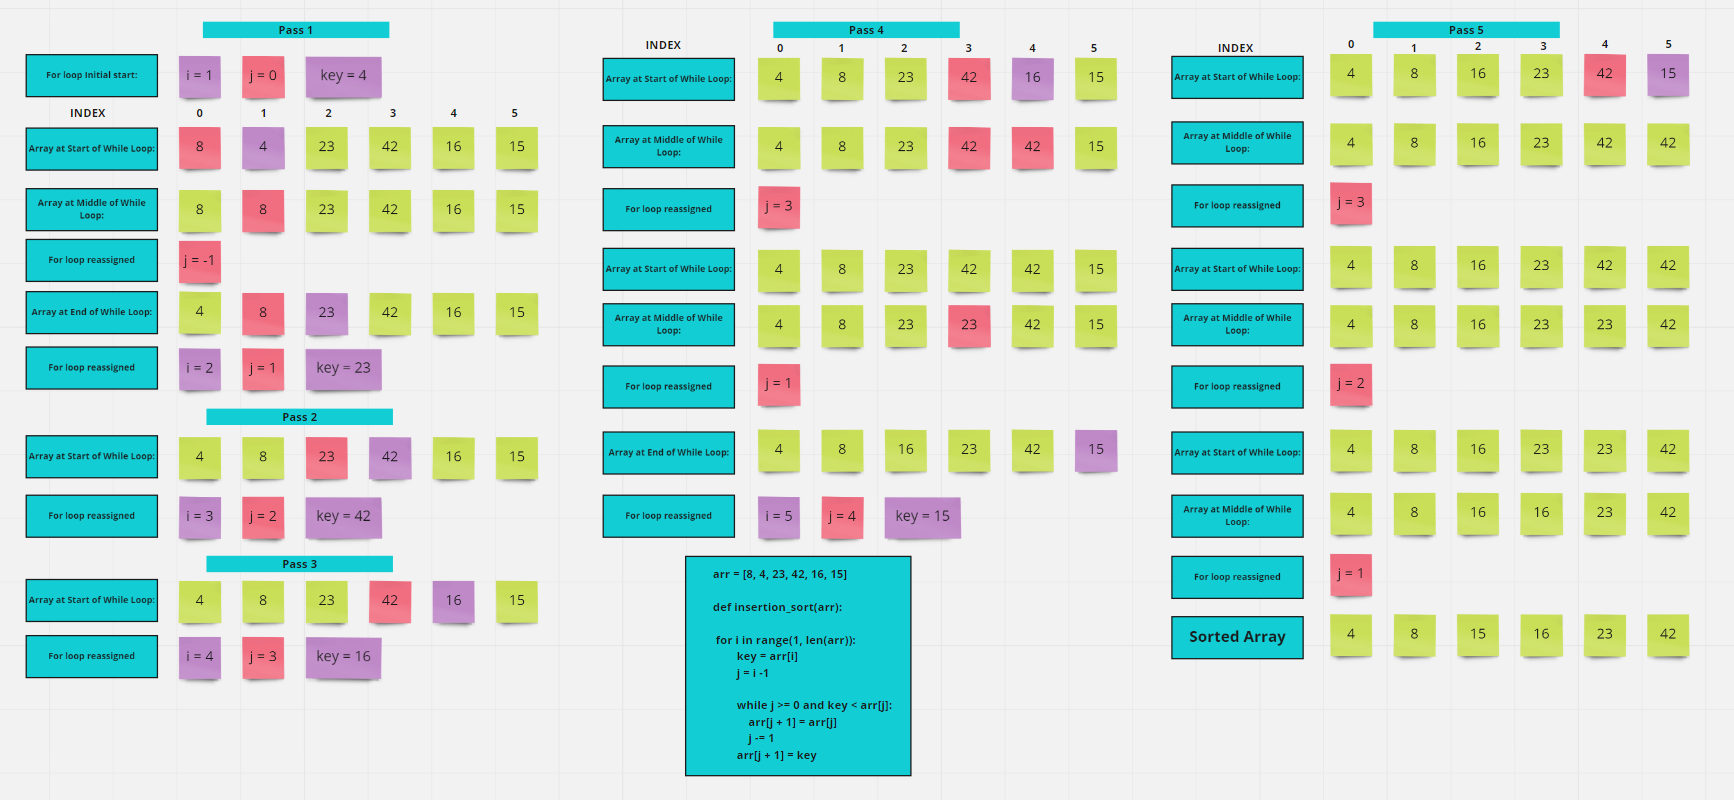 Pass 1
For loop Initial start:
i = 1
j = 0
key = 4
INDEX
0 1 2 3 4 5
Array at Start of While Loop:
8 4 23 42 16 15
Array at Middle of While
Loop:
8 8 23 42 16 15
For loop reassigned
j = -1
Array at End of While Loop:
4 8 23 42 16 15
For loop reassigned
i = 2
j = 1
key = 23
Pass 2
Array at Start of While Loop:
4 8 23 42 16 15
For loop reassigned
i = 3
j = 2
key = 42
Pass 3
Array at Start of While Loop:
4 8 23 42 16 15
For loop reassigned
i = 4
j = 3
key = 16
Pass 4
INDEX
0 1 2 3 4 5
Array at Start of While Loop:
4 8 23 42 16 15
Array at Middle of While
Loop:
4 8 23 42 42 15
For loop reassigned
j = 3
Array at Start of While Loop:
4 8 23 42 42 15
Array at Middle of While
Loop:
4 8 23 23 42 15
For loop reassigned
j = 1
Array at End of While Loop:
4 8 16 23 42 15
For loop reassigned
i = 5
j = 4
key = 15
arr = [8, 4, 23, 42, 16, 15]
def insertion_sort(arr):
for i in range(1, len(arr)):
key = arr[i]
j = i -1
while j >= 0 and key < arr[j]:
arr[j + 1] = arr[j]
j -= 1
arr[j + 1] = key
Pass 5
INDEX
0 1 2 3 4 5
Array at Start of While Loop:
4 8 16 23 42 15
Array at Middle of While
Loop:
4 8 16 23 42 42
For loop reassigned
j = 3
Array at Start of While Loop:
4 8 16 23 42 42
Array at Middle of While
Loop:
4 8 16 23 23 42
For loop reassigned
j = 2
Array at Start of While Loop:
4 8 16 23 23 42
Array at Middle of While
Loop:
4 8 16 16 23 42
For loop reassigned
j = 1
Sorted Array
4 8 15 16 23 42